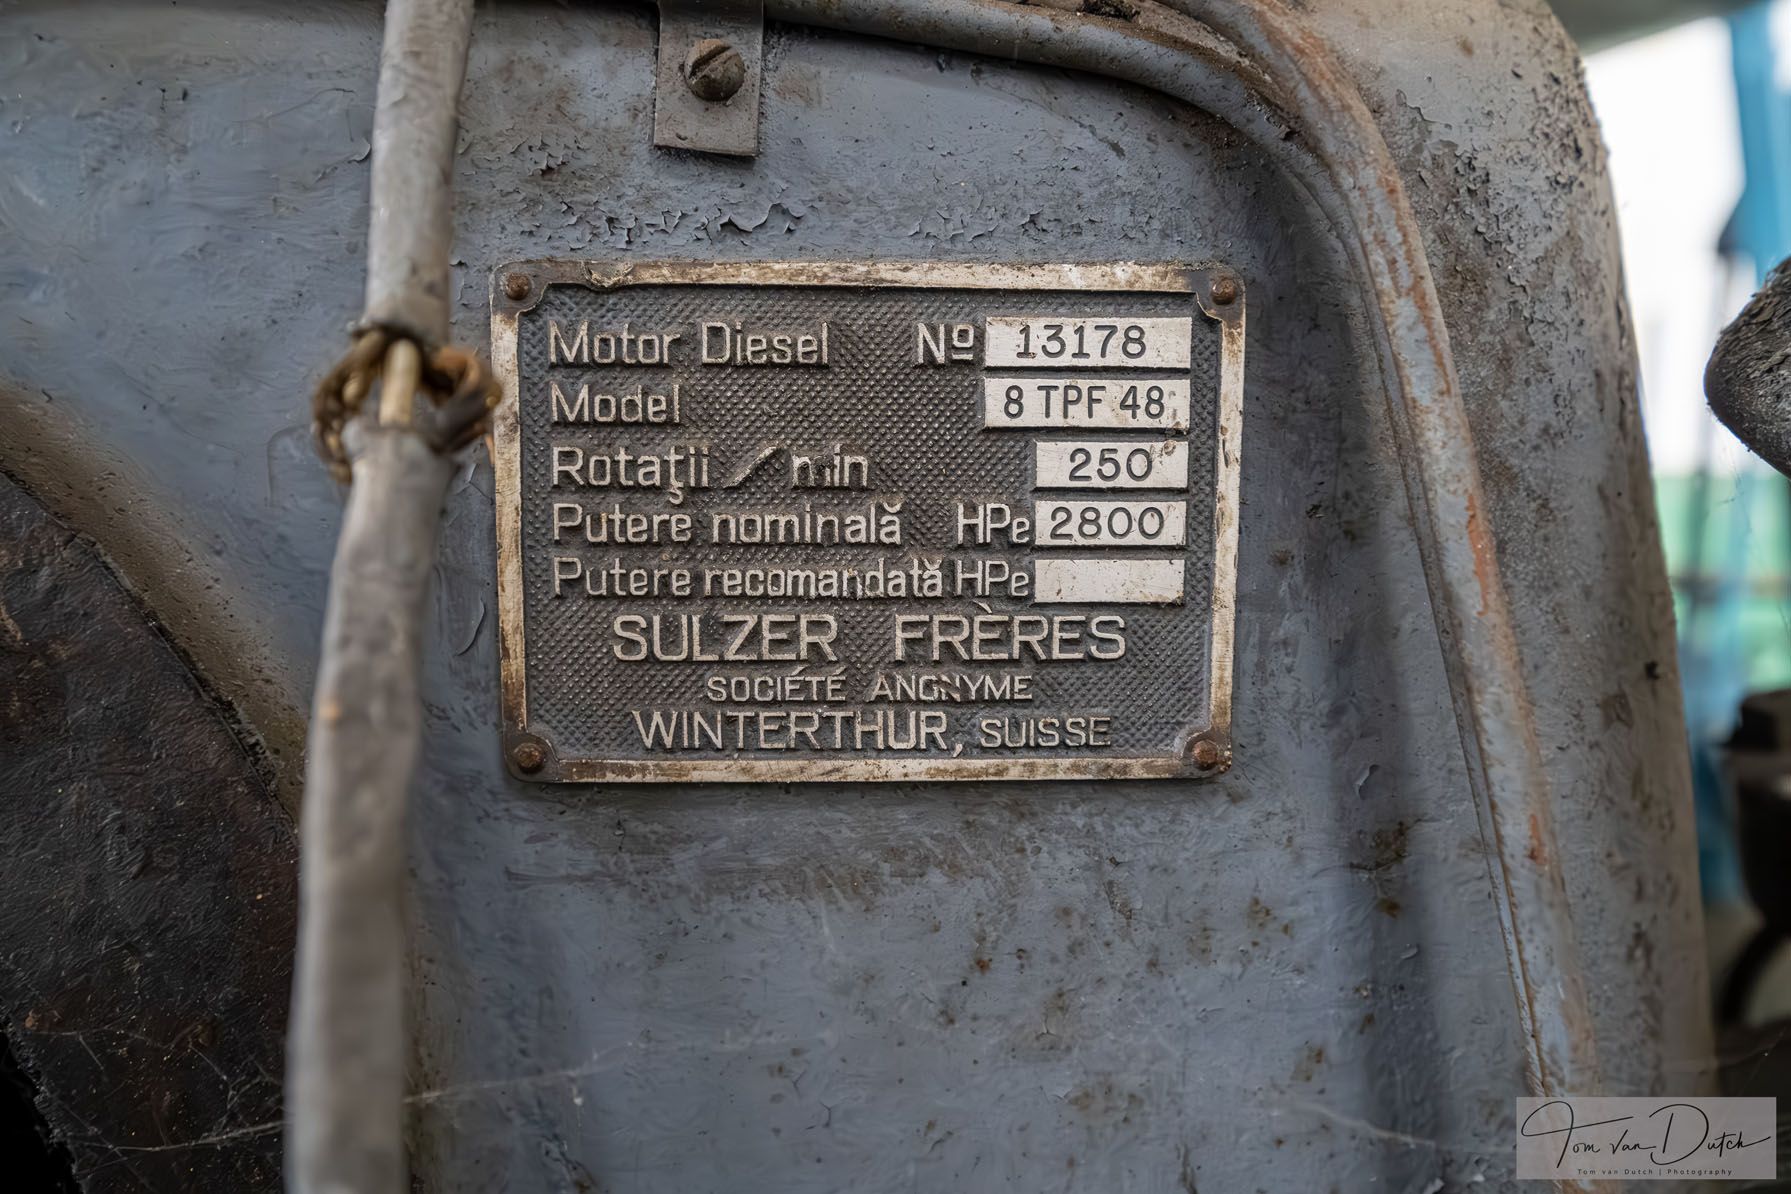 Motor Diesel Nº 13178
Model 8 TPF 48
Rotaţii / min 250
Putere nominală HPe 2800
Putere recomandată HPe
SULZER FRÈRES
SOCIÉTÉ ANONYME
WINTERTHUR, SUISSE
Tom van Dutch
Tom van Dutch | Photography